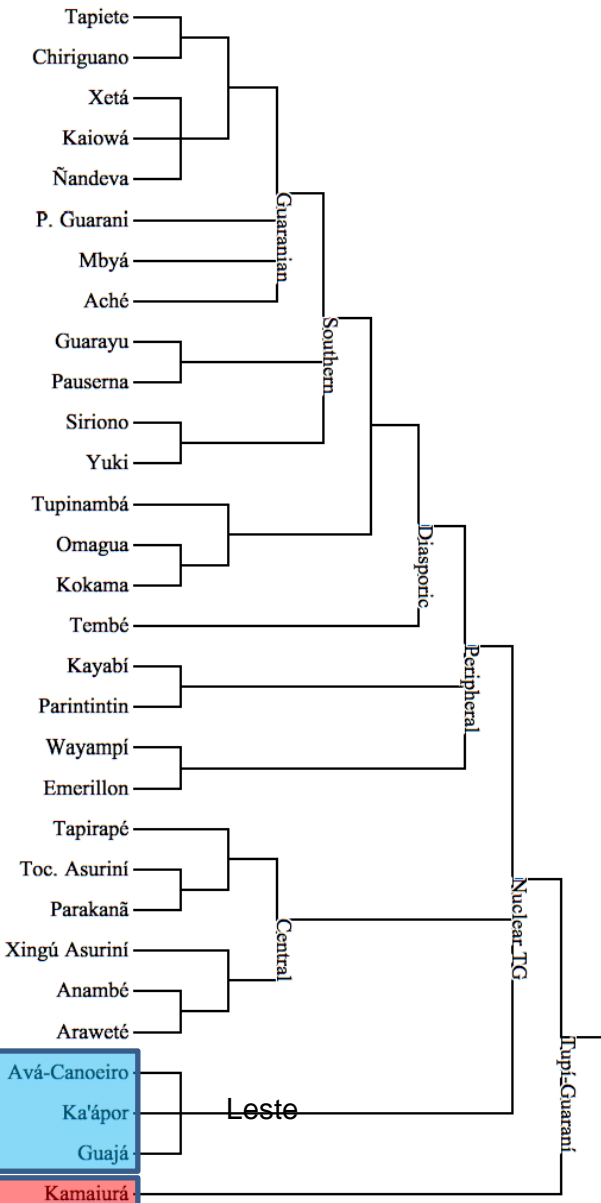 Tapiete
Chiriguano
Xetá
Kaiowá
Ñandeva
Guaranian
P. Guarani
Mbyá
Aché
Southern
Guarayu
Pauserna
Siriono
Yuki
Tupinambá
Diasporic
Omagua
Kokama
Tembé
Peripheral
Kayabí
Parintintin
Wayampí
Emerillon
Tapirapé
Toc. Asuriní
Nuclear_TG
Parakanã
Central
Xingú Asuriní
Anambé
Araweté
Tupí-Guaraní
Avá-Canoeiro
Ka'ápor
Leste
Guajá
Kamaiurá